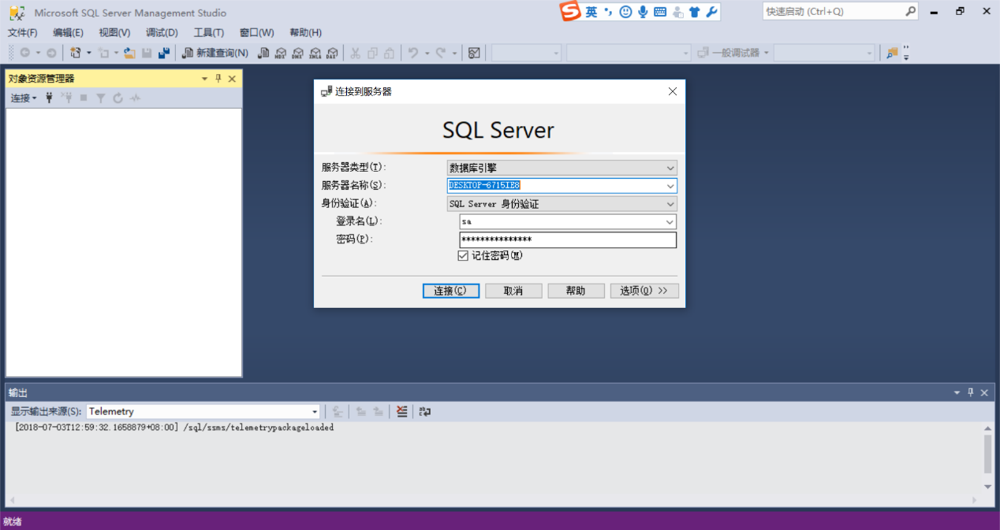 Microsoft SQL Server Management Studio
英
快速启动 (Ctrl+Q)
文件(F) 编辑(E) 视图(V) 调试(D) 工具(T) 窗口(W) 帮助(H)
新建查询(N) MDX DMX XMLA DAX 一般调试器
对象资源管理器
连接
连接到服务器
SQL Server
服务器类型(T): 数据库引擎
服务器名称(S): DESKTOP-6715IE8
身份验证(A): SQL Server 身份验证
登录名(L): sa
密码(P): ***************
记住密码(M)
连接(C) 取消 帮助 选项(O) >>
输出
显示输出来源(S): Telemetry
[2018-07-03T12:59:32.1658879+08:00] /sql/ssms/telemetrypackageloaded
就绪